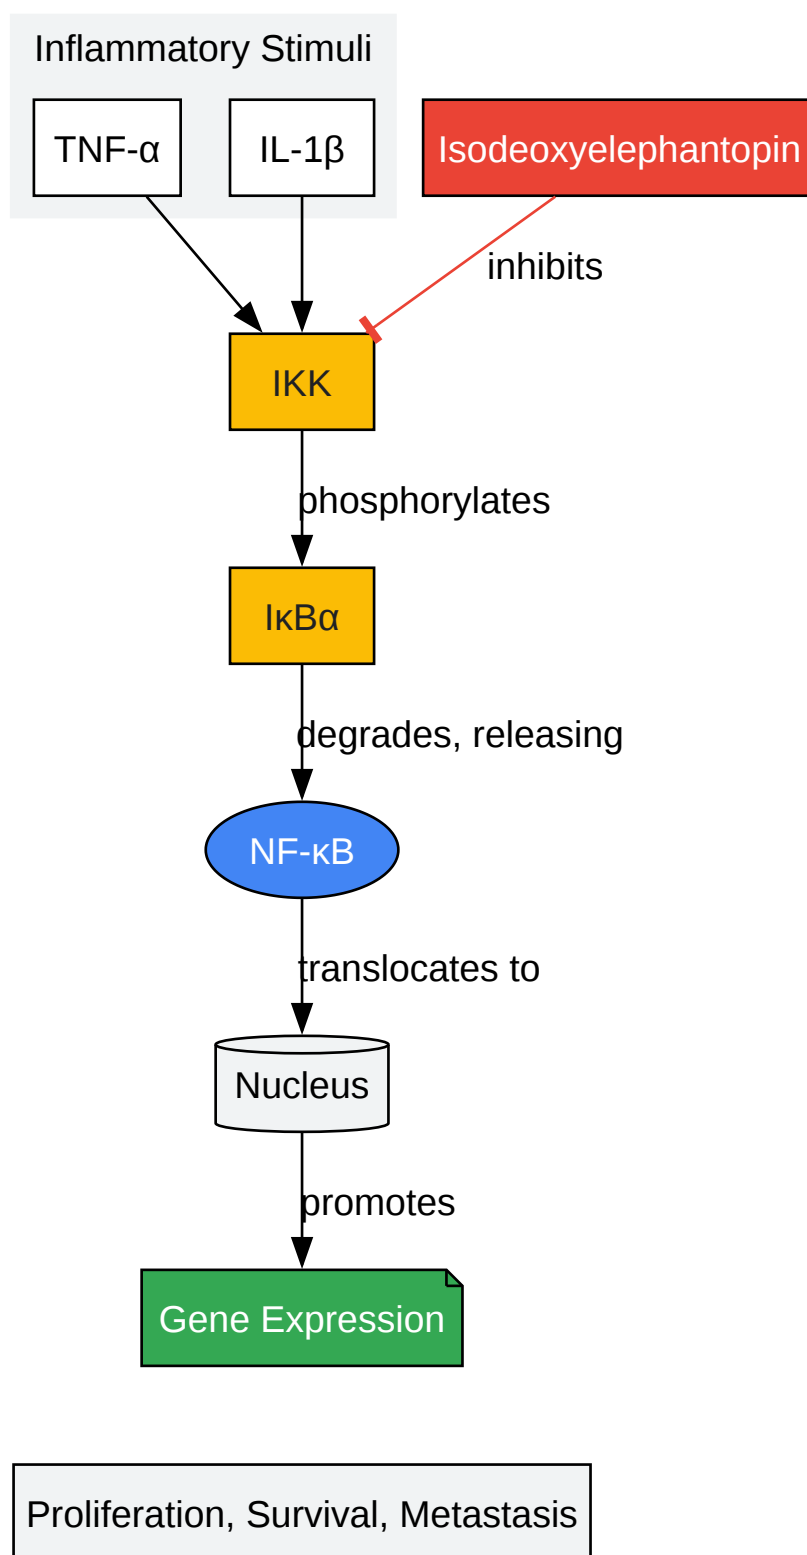 Inflammatory Stimuli
TNF-α
IL-1β
Isodeoxyelephantopin
inhibits
IKK
phosphorylates
IκBα
degrades, releasing
NF-κB
translocates to
Nucleus
promotes
Gene Expression
Proliferation, Survival, Metastasis